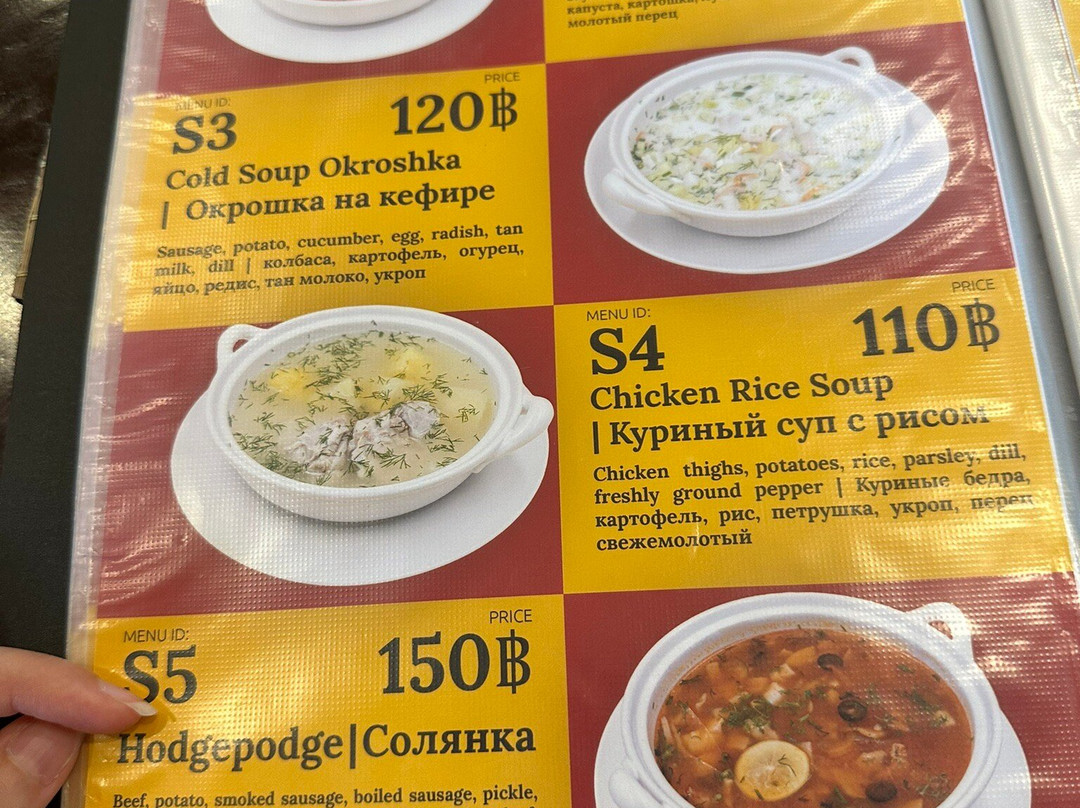 капуста, картошка,
молотый перец
MENU ID:
S3
PRICE
120฿
Cold Soup Okroshka
| Окрошка на кефире
Sausage, potato, cucumber, egg, radish, tan
milk, dill | колбаса, картофель, огурец,
яйцо, редис, тан молоко, укроп
MENU ID:
S4
PRICE
110฿
Chicken Rice Soup
| Куриный суп с рисом
Chicken thighs, potatoes, rice, parsley, dill,
freshly ground pepper | Куриные бедра,
картофель, рис, петрушка, укроп, перец
свежемолотый
MENU ID:
S5
PRICE
150฿
Hodgepodge|Солянка
Beef, potato, smoked sausage, boiled sausage, pickle,